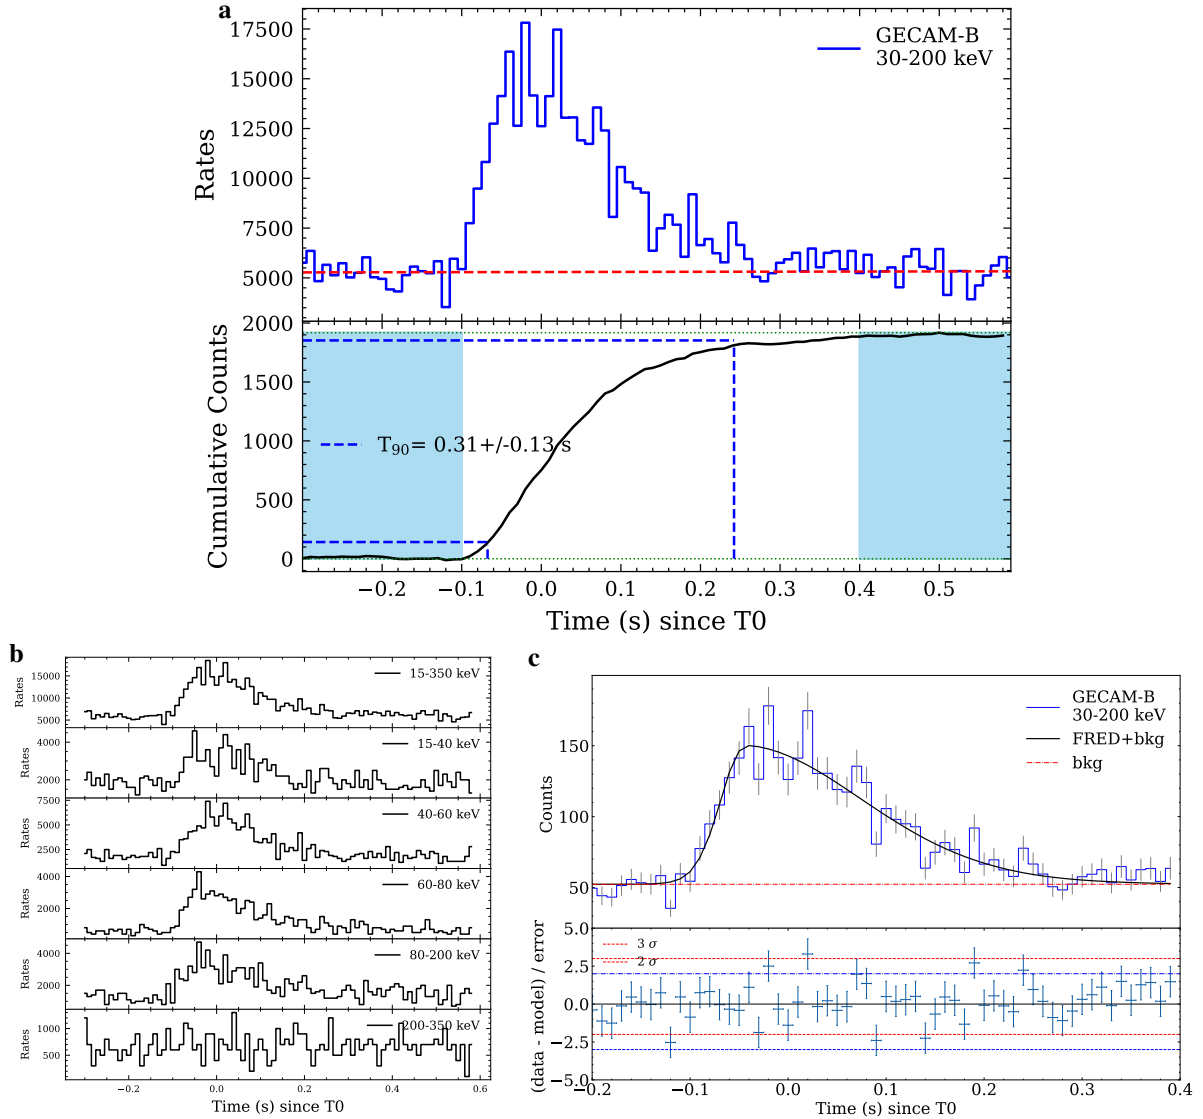 a
17500
15000
12500
10000
7500
5000
Rates
GECAM-B
30-200 keV
2000
1500
1000
500
0
Cumulative Counts
T90= 0.31+/-0.13 s
−0.2 −0.1 0.0 0.1 0.2 0.3 0.4 0.5
Time (s) since T0
b
15000
10000
5000
Rates
15-350 keV
4000
2000
Rates
15-40 keV
7500
5000
2500
Rates
40-60 keV
4000
2000
Rates
60-80 keV
4000
2000
Rates
80-200 keV
1000
500
Rates
200-350 keV
−0.2 0.0 0.2 0.4 0.6
Time (s) since T0
c
150
100
50
Counts
GECAM-B
30-200 keV
FRED+bkg
bkg
5.0
2.5
0.0
−2.5
−5.0
(data - model) / error
3 σ
2 σ
−0.2 −0.1 0.0 0.1 0.2 0.3 0.4
Time (s) since T0